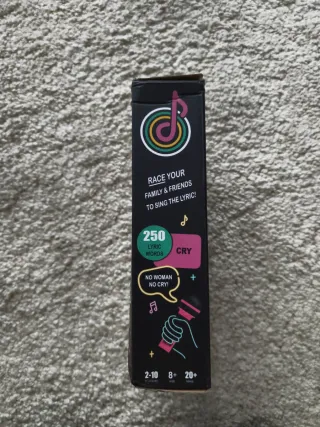 RACE YOUR
FAMILY & FRIENDS
TO SING THE LYRIC!
250
LYRIC
WORDS
CRY
NO WOMAN
NO CRY!
2-10
8+
20+